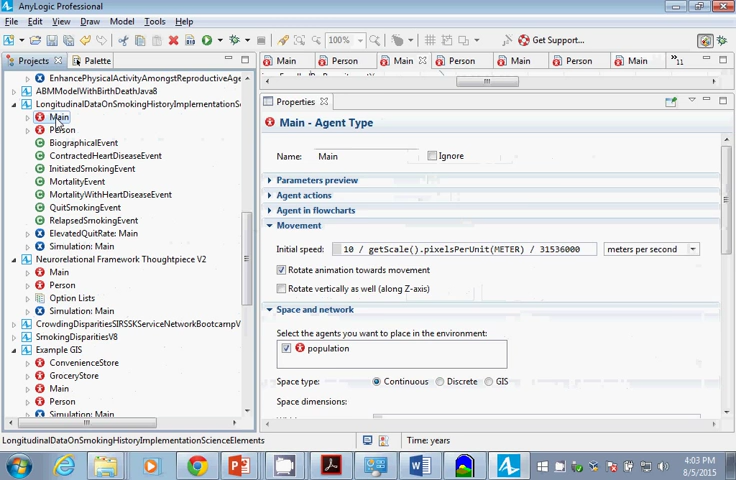 AnyLogic Professional
File Edit View Draw Model Tools Help
100% Get Support...
Projects Palette
Main Person Main Person Person Main »11
EnhancePhysicalActivityAmongstReproductiveAge
ABMModelWithBirthDeathJava8
LongitudinalDataOnSmokingHistoryImplementationS
Main
Person
BiographicalEvent
ContractedHeartDiseaseEvent
InitiatedSmokingEvent
MortalityEvent
MortalityWithHeartDiseaseEvent
QuitSmokingEvent
RelapsedSmokingEvent
ElevatedQuitRate: Main
Simulation: Main
Neurorelational Framework Thoughtpiece V2
Main
Person
Option Lists
Simulation: Main
CrowdingDisparitiesSIRSSKServiceNetworkBootcampV
SmokingDisparitiesV8
Example GIS
ConvenienceStore
GroceryStore
Main
Person
Simulation: Main
Properties
Main - Agent Type
Name: Main Ignore
Parameters preview
Agent actions
Agent in flowcharts
Movement
Initial speed: 10 / getScale().pixelsPerUnit(METER) / 31536000 meters per second
Rotate animation towards movement
Rotate vertically as well (along Z-axis)
Space and network
Select the agents you want to place in the environment:
population
Space type: Continuous Discrete GIS
Space dimensions:
LongitudinalDataOnSmokingHistoryImplementationScienceElements
Time: years
4:03 PM
8/5/2015